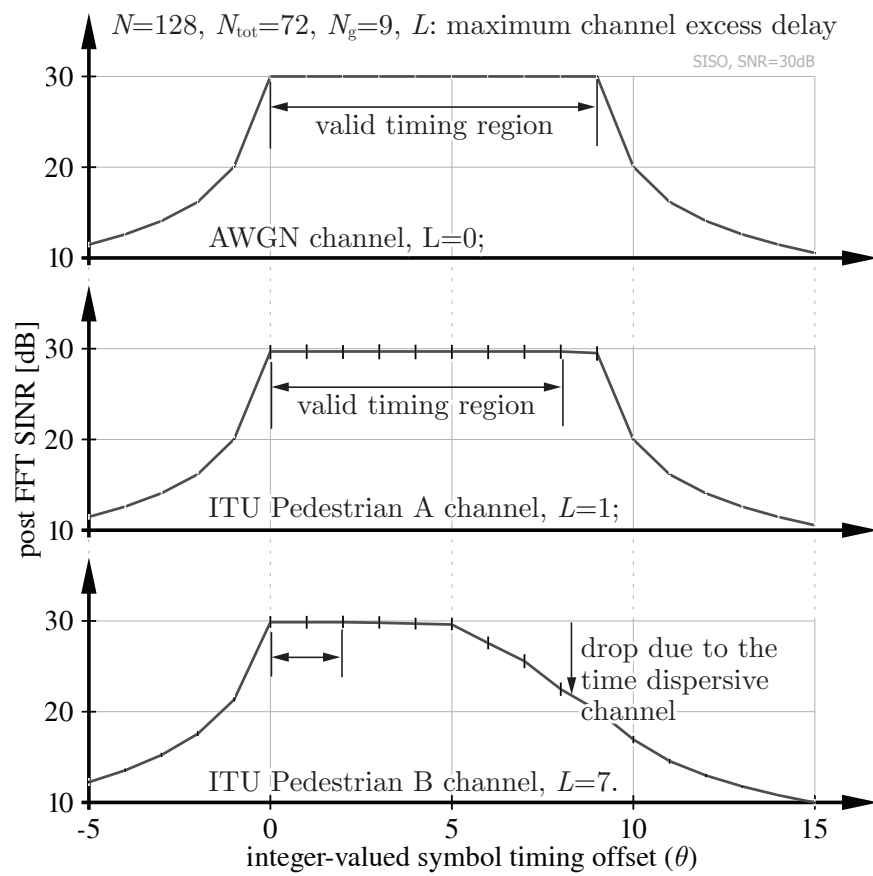 N=128, Ntot=72, Ng=9, L: maximum channel excess delay
SISO, SNR=30dB
30
valid timing region
20
AWGN channel, L=0;
10
post FFT SINR [dB]
30
valid timing region
20
ITU Pedestrian A channel, L=1;
10
30
drop due to the
time dispersive
channel
20
ITU Pedestrian B channel, L=7.
10
-5 0 5 10 15
integer-valued symbol timing offset (θ)